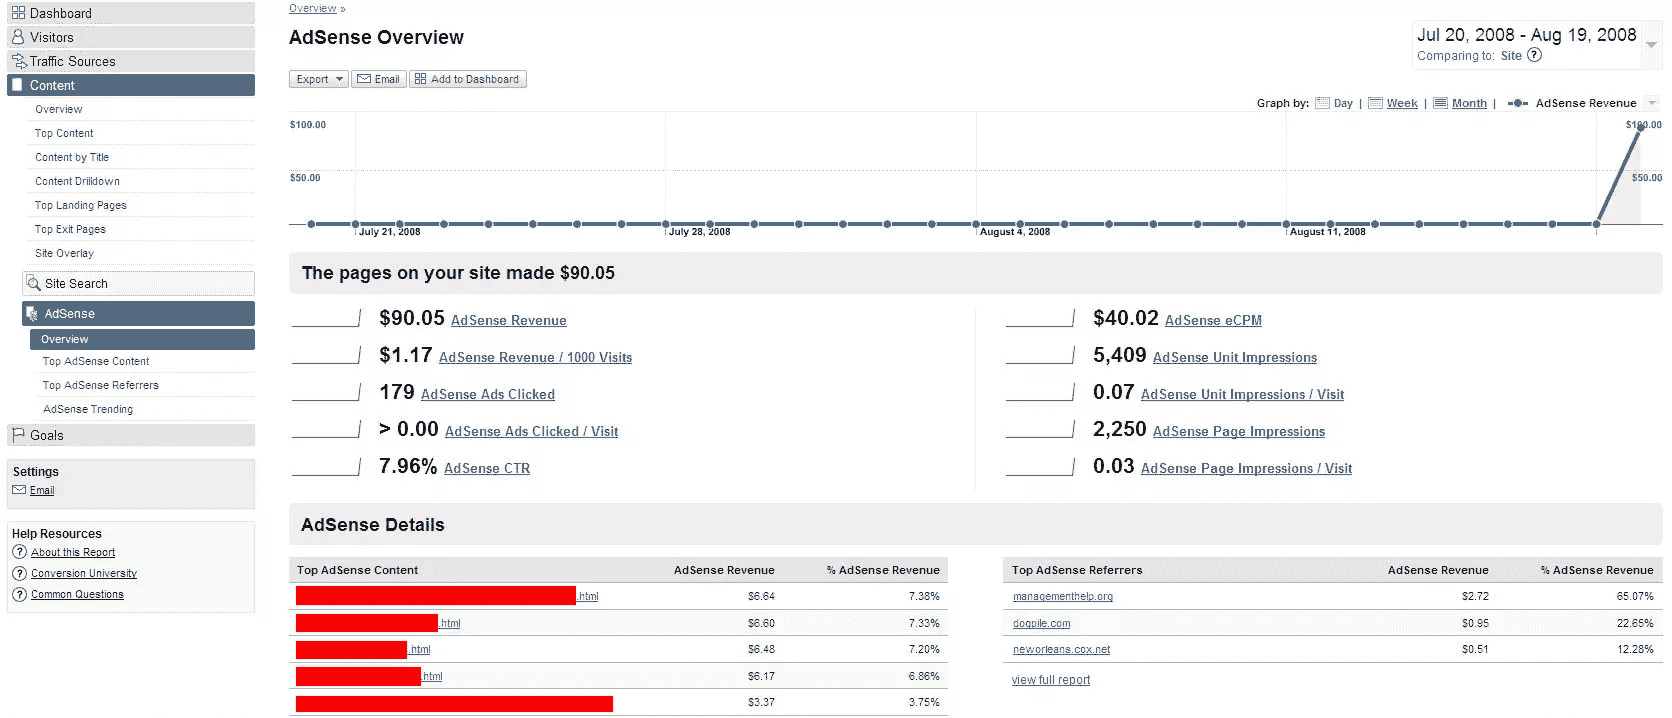 Dashboard
Visitors
Traffic Sources
Content
Overview
Top Content
Content by Title
Content Drilldown
Top Landing Pages
Top Exit Pages
Site Overlay
Site Search
AdSense
Overview
Top AdSense Content
Top AdSense Referrers
AdSense Trending
Goals
Settings
Email
Help Resources
? About this Report
? Conversion University
? Common Questions
Overview »
AdSense Overview
Jul 20, 2008 - Aug 19, 2008
Comparing to: Site ?
Export Email Add to Dashboard
Graph by: Day | Week | Month | AdSense Revenue
$100.00 $100.00
$50.00 $50.00
July 21, 2008 July 28, 2008 August 4, 2008 August 11, 2008
The pages on your site made $90.05
$90.05 AdSense Revenue
$1.17 AdSense Revenue / 1000 Visits
179 AdSense Ads Clicked
> 0.00 AdSense Ads Clicked / Visit
7.96% AdSense CTR
$40.02 AdSense eCPM
5,409 AdSense Unit Impressions
0.07 AdSense Unit Impressions / Visit
2,250 AdSense Page Impressions
0.03 AdSense Page Impressions / Visit
AdSense Details
Top AdSense Content AdSense Revenue % AdSense Revenue
.html $6.64 7.38%
.html $6.60 7.33%
.html $6.48 7.20%
.html $6.17 6.86%
$3.37 3.75%
Top AdSense Referrers AdSense Revenue % AdSense Revenue
managementhelp.org $2.72 65.07%
dogpile.com $0.95 22.65%
neworleans.cox.net $0.51 12.28%
view full report